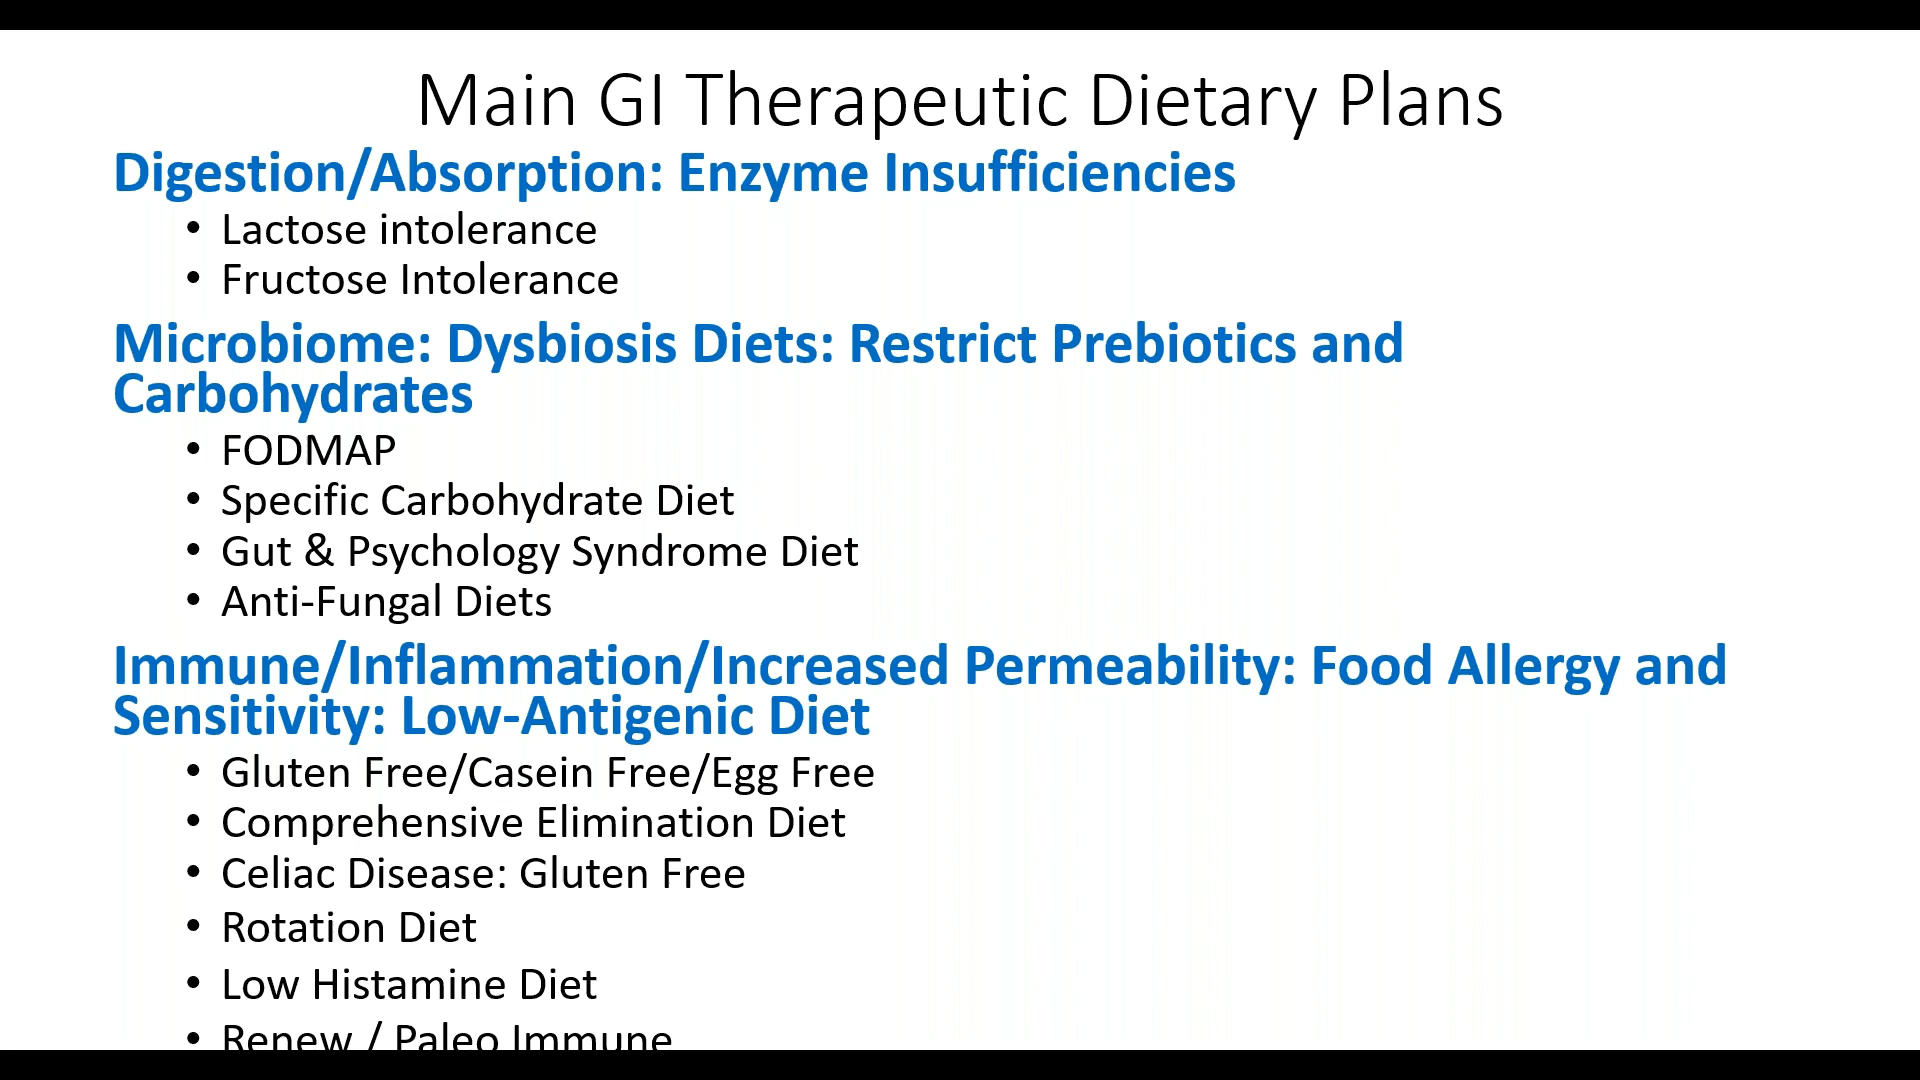 Main GI Therapeutic Dietary Plans
Digestion/Absorption: Enzyme Insufficiencies
• Lactose intolerance
• Fructose Intolerance
Microbiome: Dysbiosis Diets: Restrict Prebiotics and
Carbohydrates
• FODMAP
• Specific Carbohydrate Diet
• Gut & Psychology Syndrome Diet
• Anti-Fungal Diets
Immune/Inflammation/Increased Permeability: Food Allergy and
Sensitivity: Low-Antigenic Diet
• Gluten Free/Casein Free/Egg Free
• Comprehensive Elimination Diet
• Celiac Disease: Gluten Free
• Rotation Diet
• Low Histamine Diet
• Renew / Paleo Immune